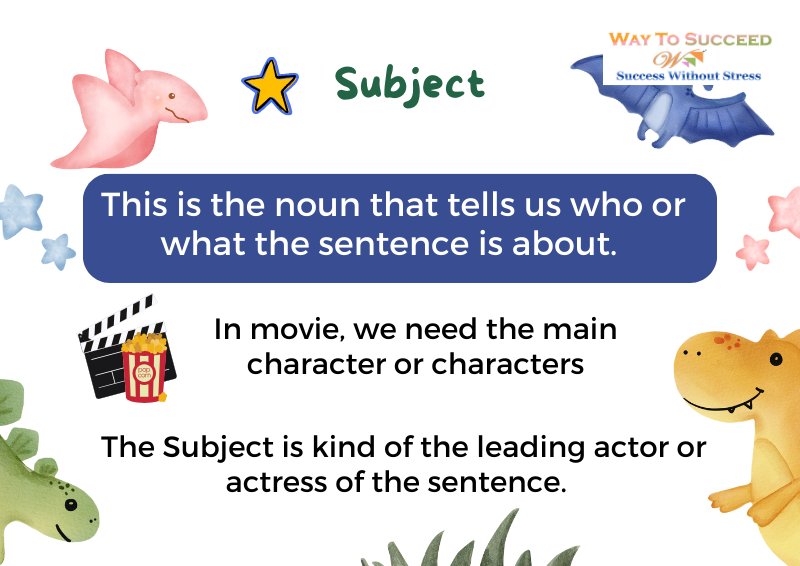 WAY TO SUCCEED
W
Success Without Stress
Subject
This is the noun that tells us who or
what the sentence is about.
pop
corn
In movie, we need the main
character or characters
The Subject is kind of the leading actor or
actress of the sentence.